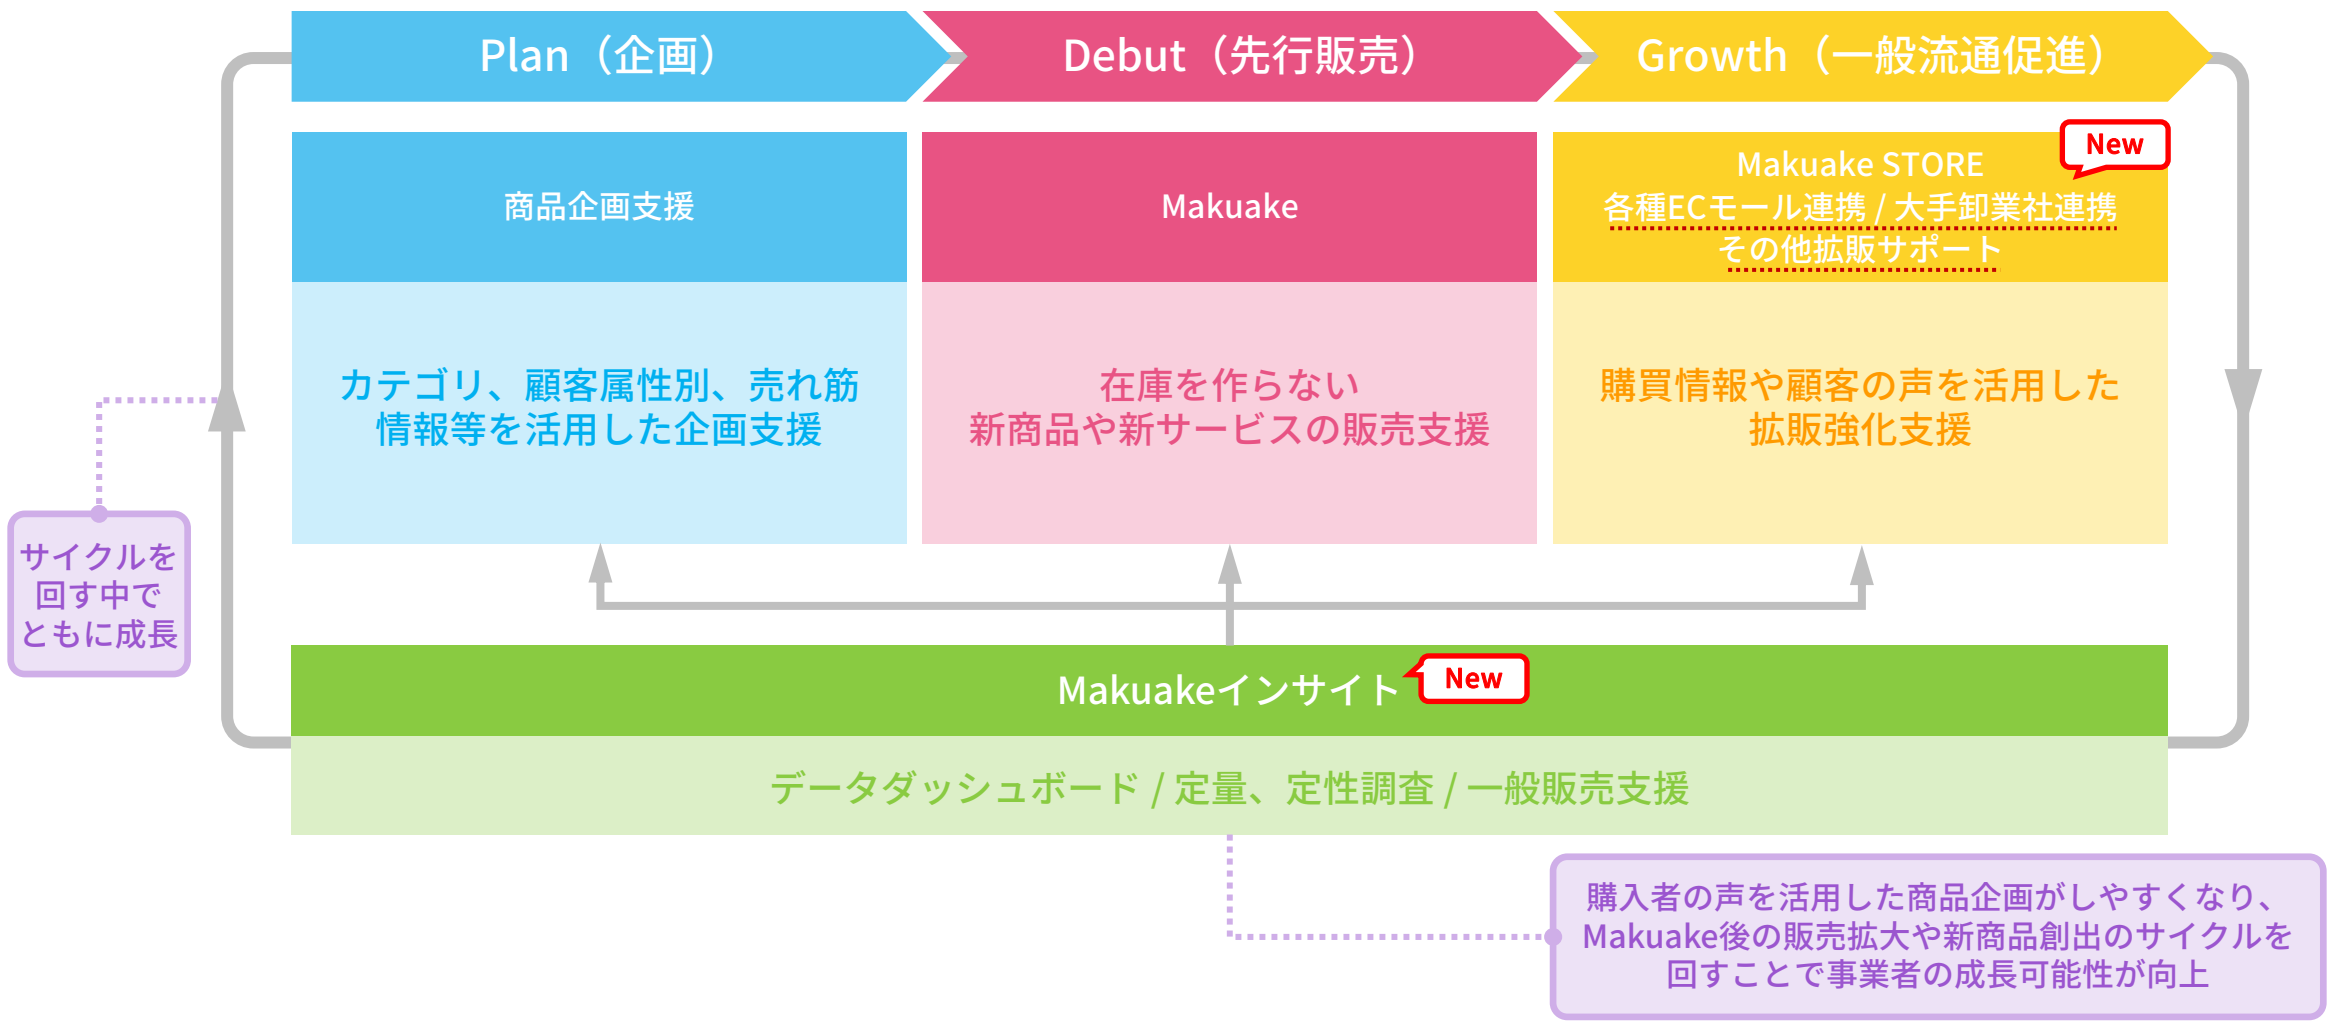 Plan（企画）
Debut（先行販売）
Growth（一般流通促進）
商品企画支援
Makuake
New
Makuake STORE
各種ECモール連携 / 大手卸業社連携
その他拡販サポート
カテゴリ、顧客属性別、売れ筋
情報等を活用した企画支援
在庫を作らない
新商品や新サービスの販売支援
購買情報や顧客の声を活用した
拡販強化支援
サイクルを
回す中で
ともに成長
Makuakeインサイト
New
データダッシュボード / 定量、定性調査 / 一般販売支援
購入者の声を活用した商品企画がしやすくなり、
Makuake後の販売拡大や新商品創出のサイクルを
回すことで事業者の成長可能性が向上